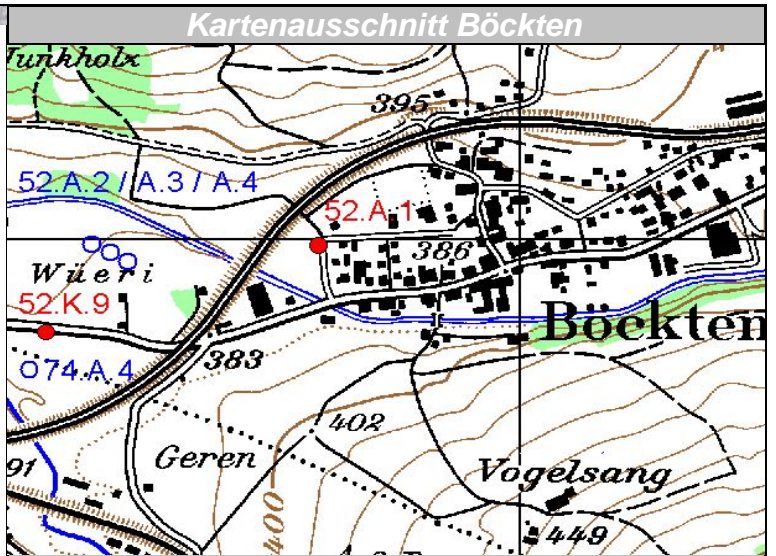 Kartenausschnitt Böckten
Junkholz
395
52.A.2 / A.3 / A.4
52.A.1
386
Wüeri
52.K.9
Böckten
383
74.A.4
402
91
Geren
Vogelsang
400
449